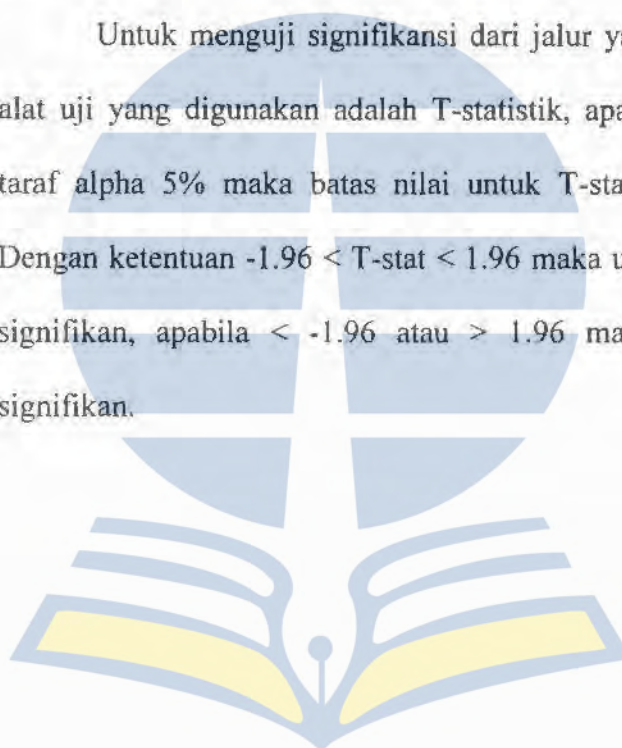 Untuk menguji signifikansi dari jalur
alat uji yang digunakan adalah T-statistik,
taraf alpha 5% maka batas nilai untuk
Dengan ketentuan -1.96 < T-stat < 1.96 maka
signifikan, apabila < -1.96 atau > 1.96
signifikan.